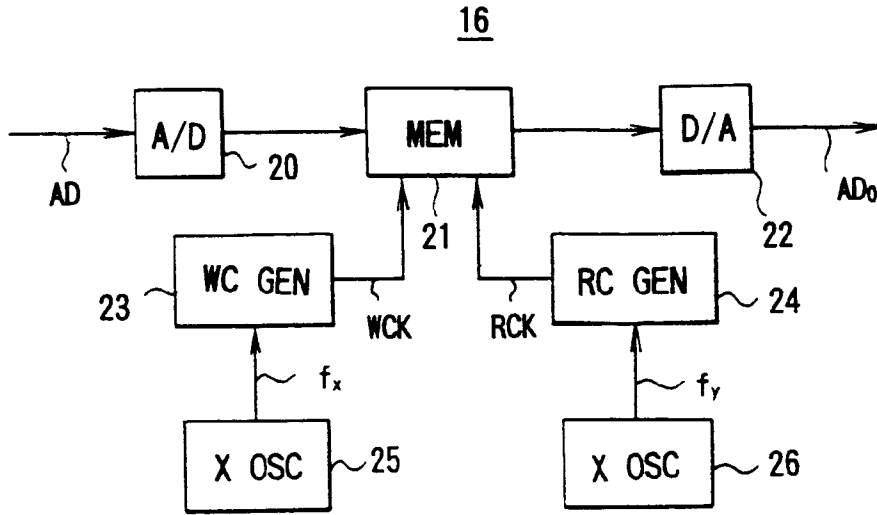 16
A/D
MEM
D/A
AD
20
21
22
AD₀
23
WC GEN
WCK
RCK
RC GEN
24
fₓ
fᵧ
X OSC
25
X OSC
26